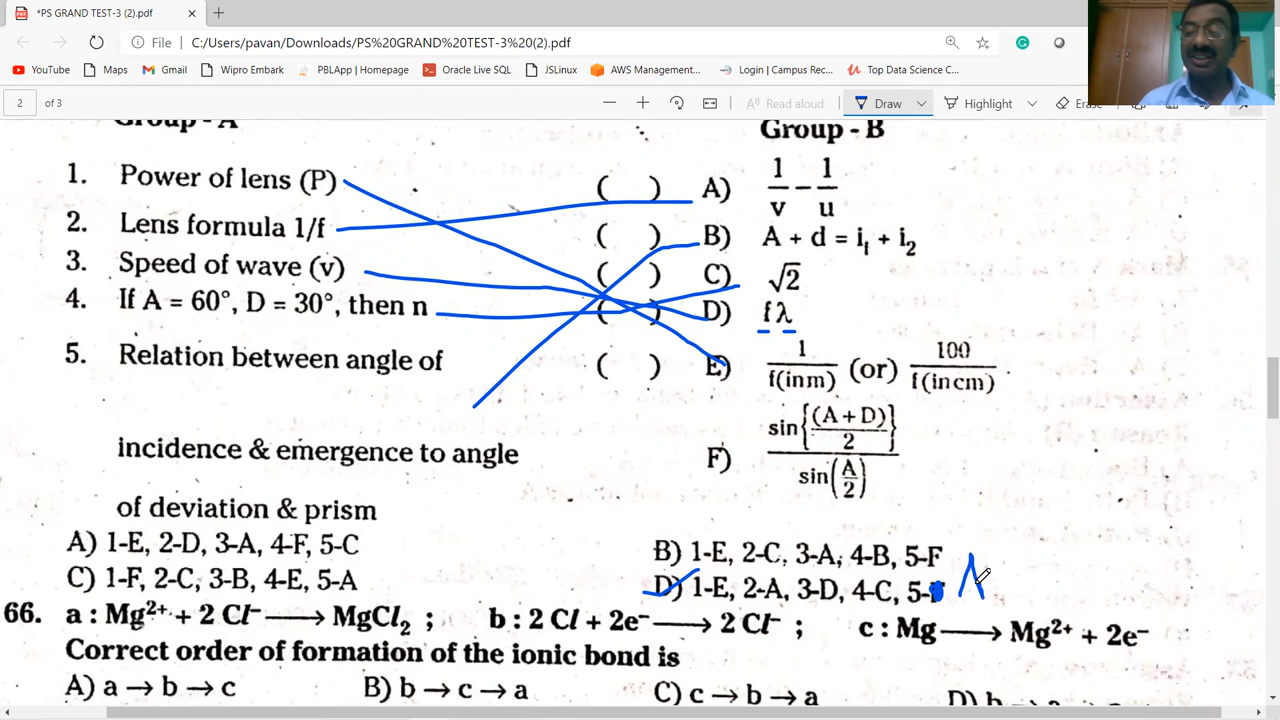 *PS GRAND TEST-3 (2).pdf
File C:/Users/pavan/Downloads/PS%20GRAND%20TEST-3%20(2).pdf
YouTube Maps Gmail Wipro Embark PBLApp | Homepage Oracle Live SQL JSLinux AWS Management... Login | Campus Rec... Top Data Science C...
2 of 3 Read aloud Draw Highlight Erase
Group - A Group - B
1. Power of lens (P) ( ) A) 1/v − 1/u
2. Lens formula 1/f ( ) B) A + d = i₁ + i₂
3. Speed of wave (v) ( ) C) √2
4. If A = 60°, D = 30°, then n ( ) D) fλ
5. Relation between angle of ( ) E) 1/f(in m) (or) 100/f(in cm)
incidence & emergence to angle F) sin{(A + D)/2}/sin(A/2)
of deviation & prism
A) 1-E, 2-D, 3-A, 4-F, 5-C B) 1-E, 2-C, 3-A, 4-B, 5-F
C) 1-F, 2-C, 3-B, 4-E, 5-A D) 1-E, 2-A, 3-D, 4-C, 5-
66. a : Mg²⁺ + 2 Cl⁻ ⟶ MgCl₂ ; b : 2 Cl + 2e⁻ ⟶ 2 Cl⁻ ; c : Mg ⟶ Mg²⁺ + 2e⁻
Correct order of formation of the ionic bond is
A) a → b → c B) b → c → a C) c → b → a D) b